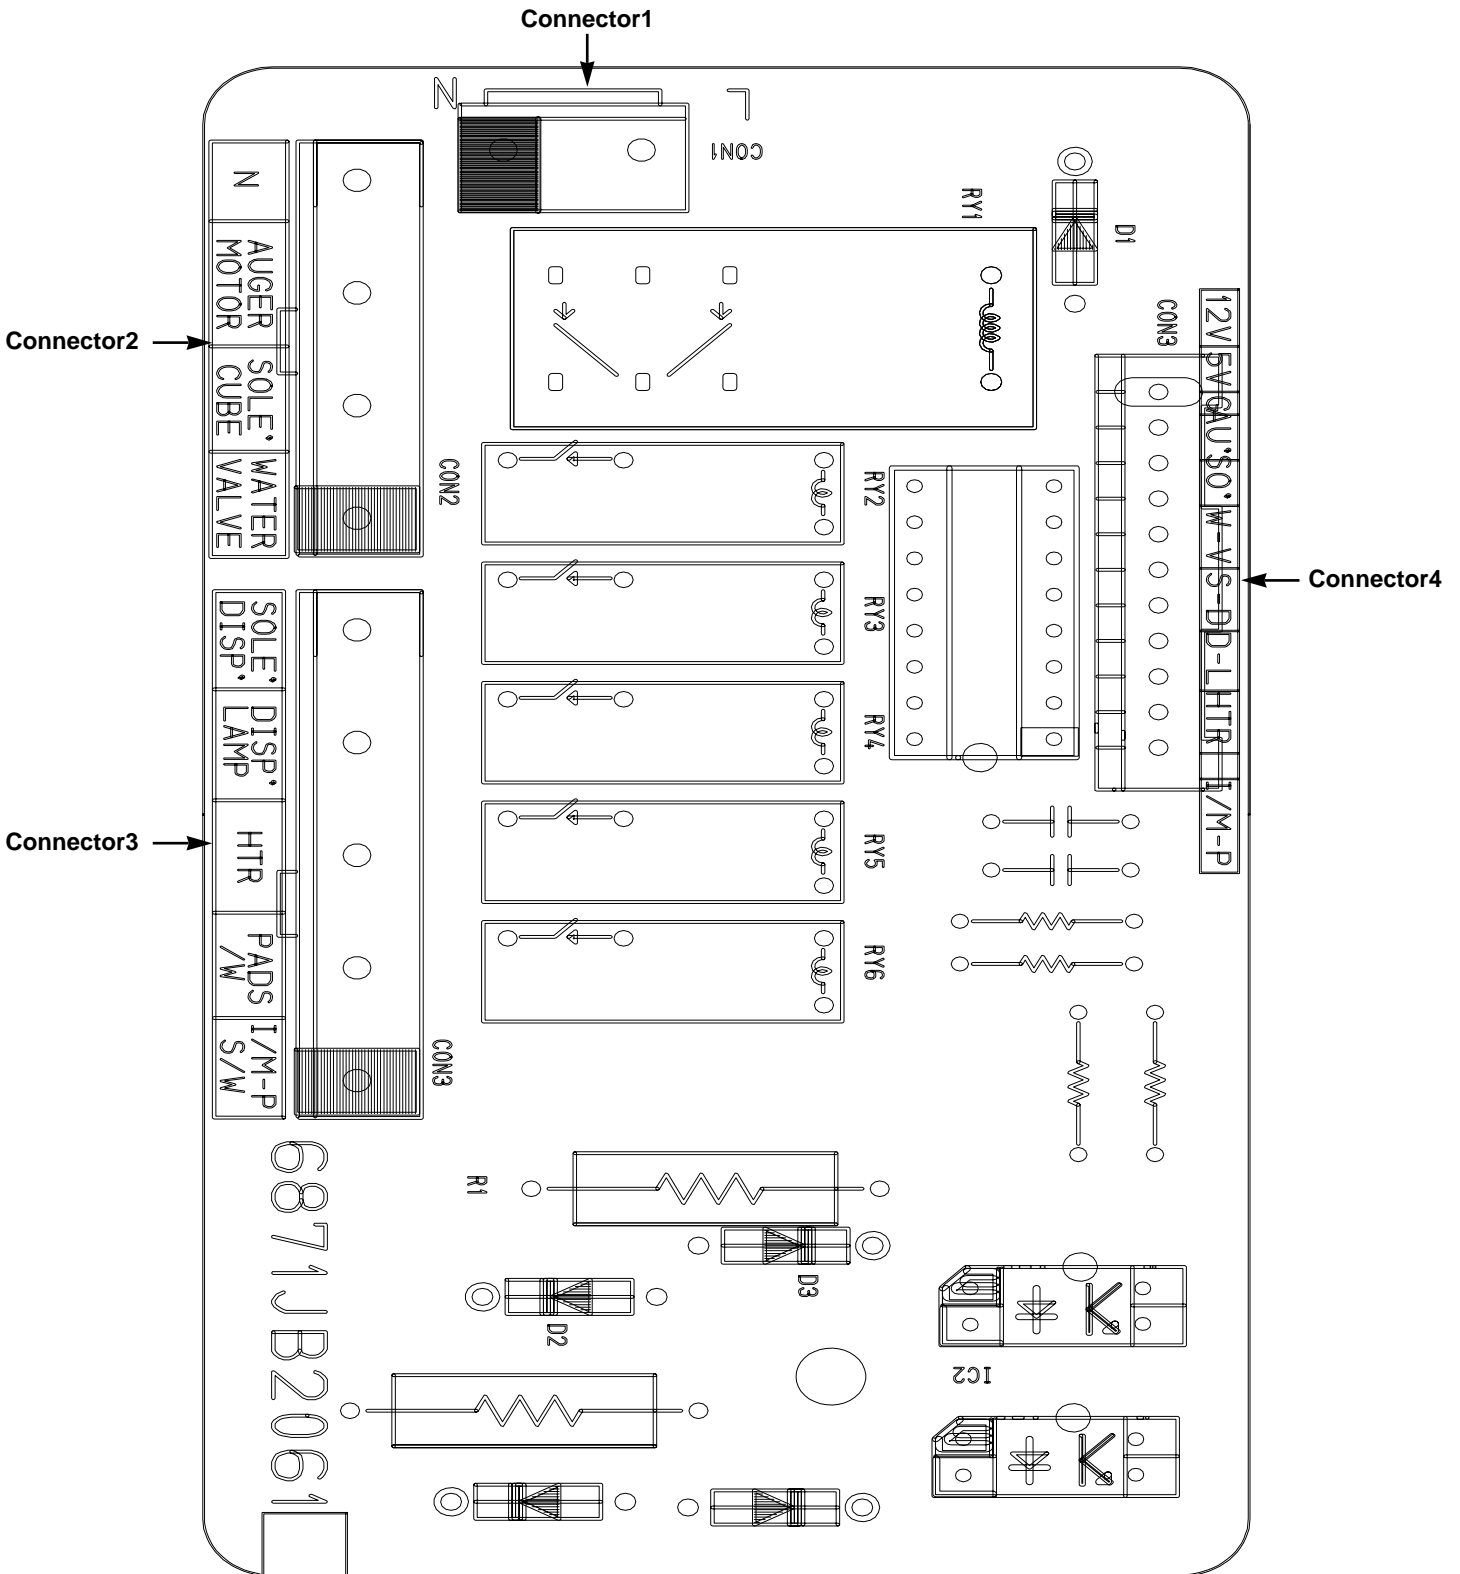 Connector1
N
L
CON1
N
AUGER
MOTOR
SOLE'
CUBE
WATER
VALVE
CON2
Connector2
RY1
D1
CON3
12V
5V
G
AU'
SO'
W-V
S-D
D-L
HTR
I/M-P
Connector4
RY2
RY3
RY4
RY5
RY6
SOLE'
DISP'
DISP'
LAMP
HTR
PADS
/W
I/M-P
S/W
CON3
Connector3
R1
D3
D2
IC2
K
K
6871JB2061